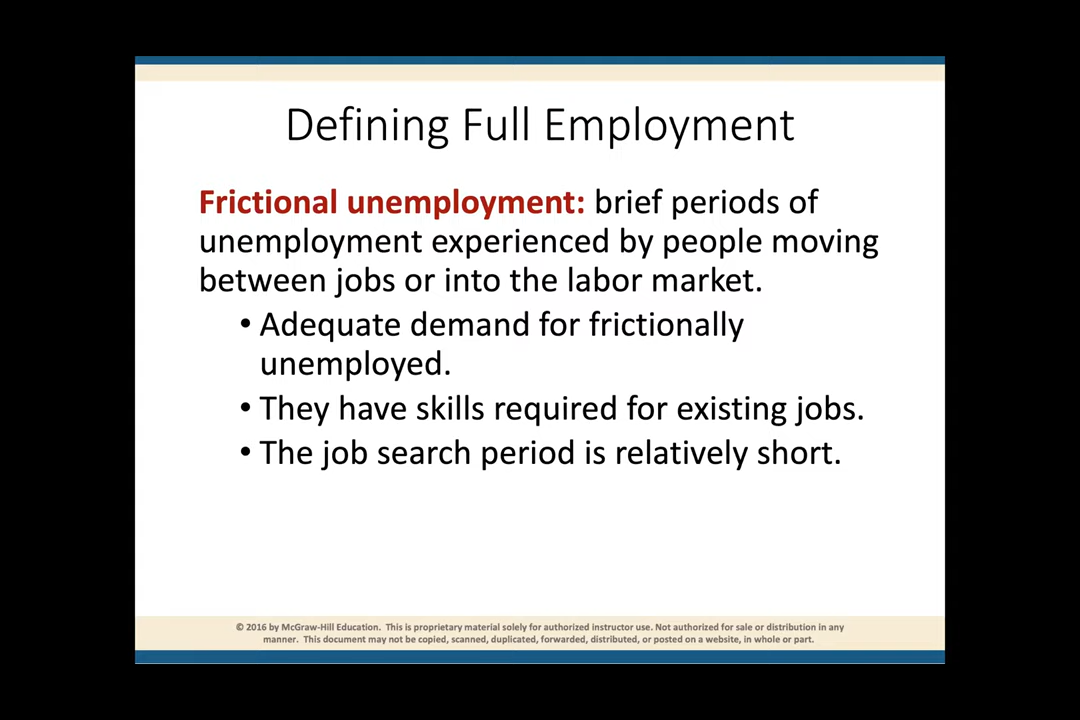 Defining Full Employment
Frictional unemployment: brief periods of
unemployment experienced by people moving
between jobs or into the labor market.
• Adequate demand for frictionally
unemployed.
• They have skills required for existing jobs.
• The job search period is relatively short.
© 2016 by McGraw-Hill Education. This is proprietary material solely for authorized instructor use. Not authorized for sale or distribution in any
manner. This document may not be copied, scanned, duplicated, forwarded, distributed, or posted on a website, in whole or part.